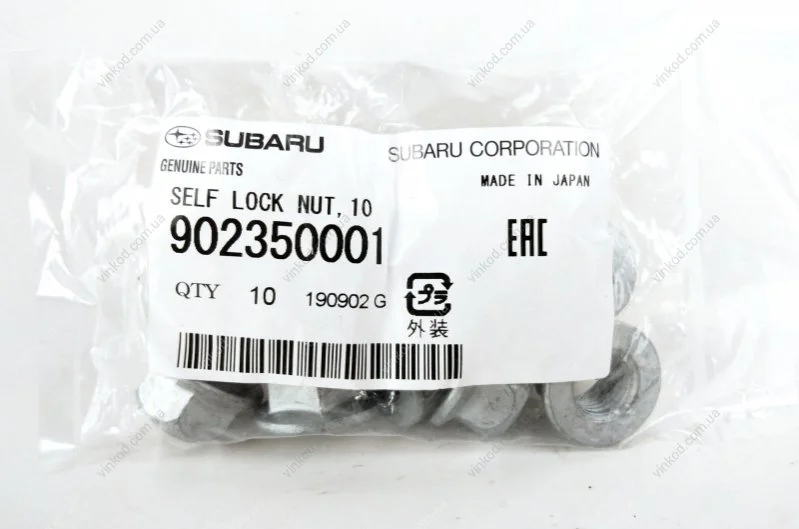 SUBARU
SUBARU CORPORATION
GENUINE PARTS
MADE IN JAPAN
SELF LOCK NUT, 10
902350001
EAC
QTY 10 190902 G
プラ
外装
vinkod.com.ua